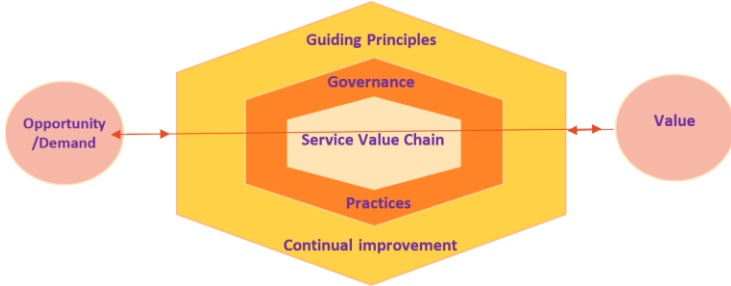 Guiding Principles
Governance
Opportunity
/Demand
Service Value Chain
Value
Practices
Continual improvement